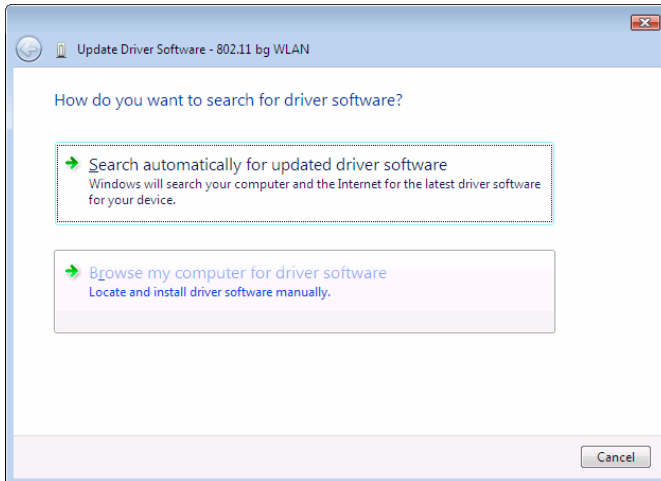 Update Driver Software - 802.11 bg WLAN
How do you want to search for driver software?
Search automatically for updated driver software
Windows will search your computer and the Internet for the latest driver software
for your device.
Browse my computer for driver software
Locate and install driver software manually.
Cancel